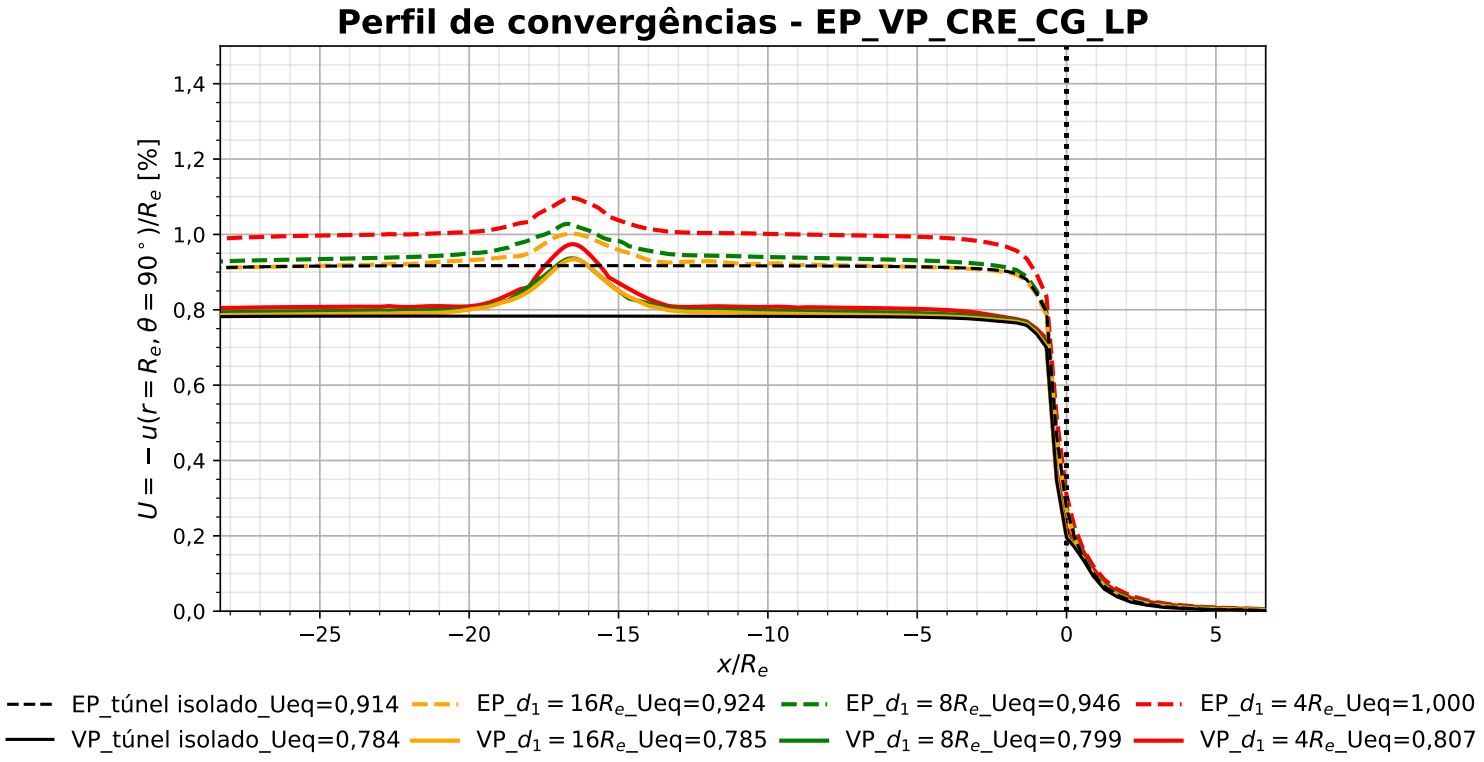 Perfil de convergências - EP_VP_CRE_CG_LP
U = − u(r = Rₑ, θ = 90°)/Rₑ [%]
1,4
1,2
1,0
0,8
0,6
0,4
0,2
0,0
−25 −20 −15 −10 −5 0 5
x/Rₑ
EP_túnel isolado_Ueq=0,914 EP_d₁ = 16Rₑ_Ueq=0,924 EP_d₁ = 8Rₑ_Ueq=0,946 EP_d₁ = 4Rₑ_Ueq=1,000
VP_túnel isolado_Ueq=0,784 VP_d₁ = 16Rₑ_Ueq=0,785 VP_d₁ = 8Rₑ_Ueq=0,799 VP_d₁ = 4Rₑ_Ueq=0,807